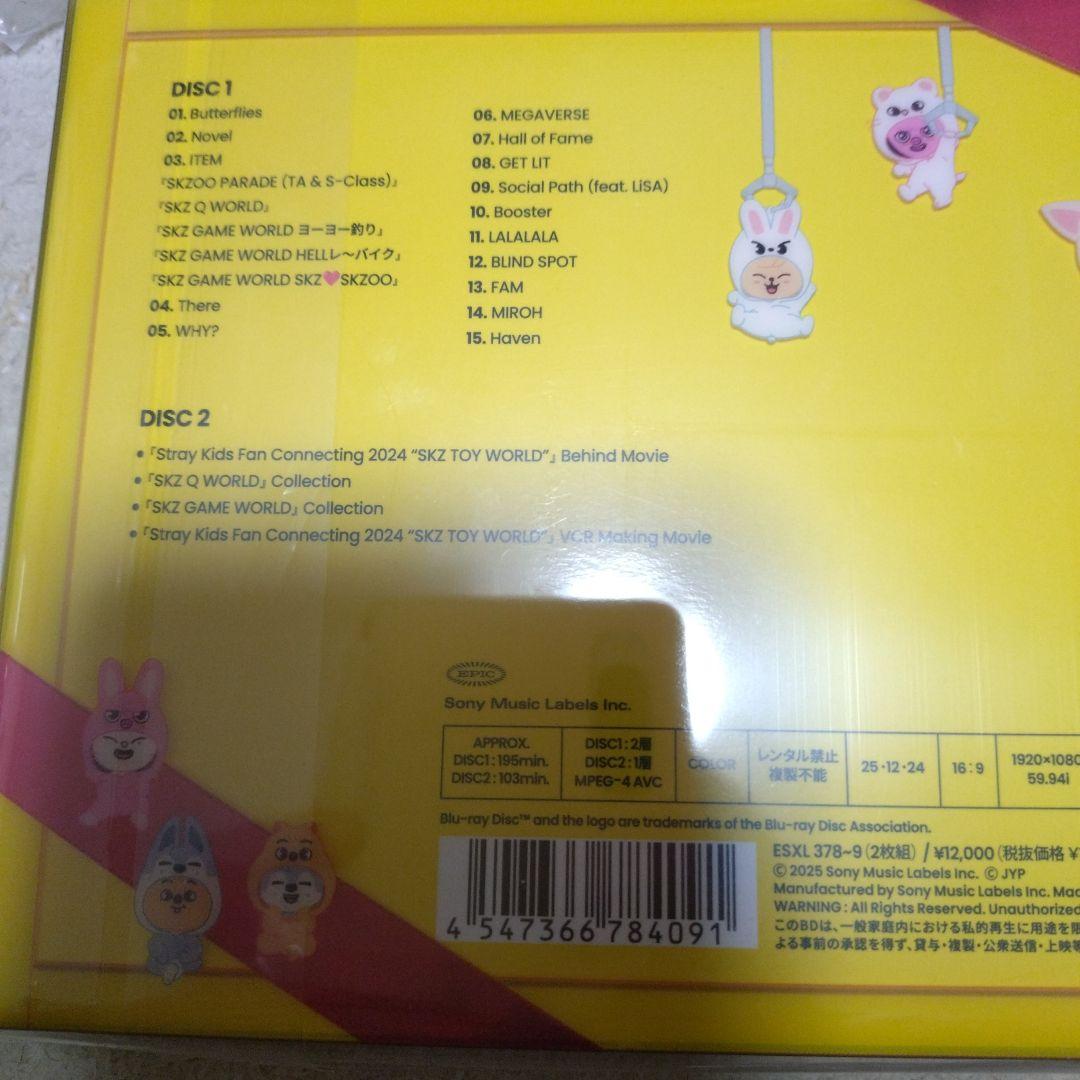 DISC 1
01. Butterflies
02. Novel
03. ITEM
『SKZOO PARADE (TA & S-Class)』
『SKZ Q WORLD』
『SKZ GAME WORLD ヨーヨー釣り』
『SKZ GAME WORLD HELLレ〜バイク』
『SKZ GAME WORLD SKZ♥SKZOO』
04. There
05. WHY?
06. MEGAVERSE
07. Hall of Fame
08. GET LIT
09. Social Path (feat. LiSA)
10. Booster
11. LALALALA
12. BLIND SPOT
13. FAM
14. MIROH
15. Haven
DISC 2
• 『Stray Kids Fan Connecting 2024 “SKZ TOY WORLD”』 Behind Movie
• 『SKZ Q WORLD』 Collection
• 『SKZ GAME WORLD』 Collection
• 『Stray Kids Fan Connecting 2024 “SKZ TOY WORLD”』 VCR Making Movie
EPIC
Sony Music Labels Inc.
APPROX.
DISC1 : 195min.
DISC2 : 103min.
DISC1 : 2層
DISC2 : 1層
MPEG-4 AVC
COLOR
レンタル禁止
複製不能
25・12・24
16 : 9
1920×1080
59.94i
Blu-ray Disc™ and the logo are trademarks of the Blu-ray Disc Association.
4 547366 784091
ESXL 378~9 (2枚組) / ¥12,000 (税抜価格 ¥
Ⓒ 2025 Sony Music Labels Inc. Ⓒ JYP
Manufactured by Sony Music Labels Inc.
WARNING : All Rights Reserved. Unauthorized
このBDは、一般家庭内における私的再生に用途を
よる事前の承認を得ず、貸与・複製・公衆送信・上映